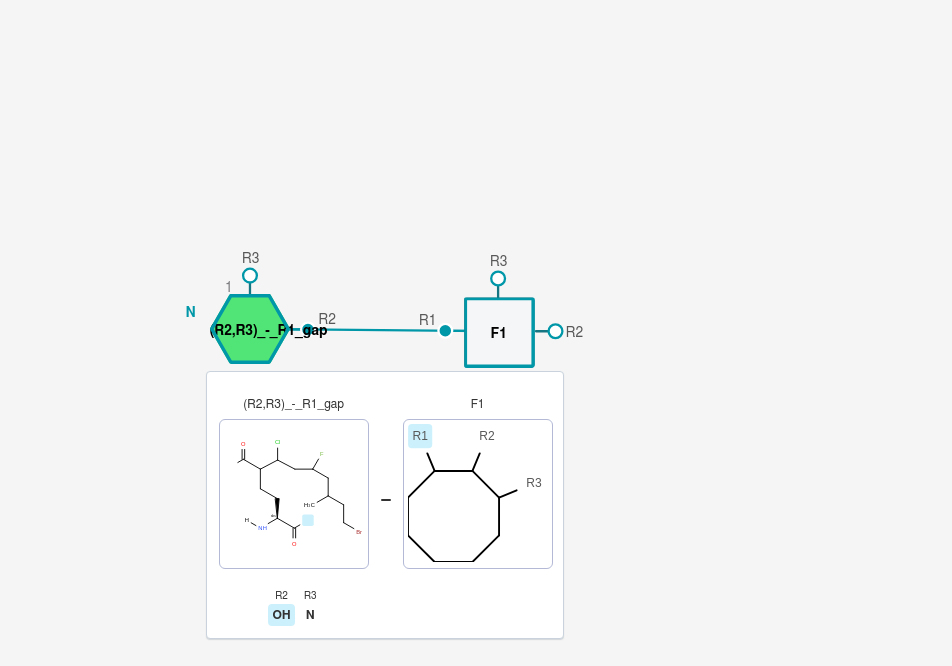 R3
1
R3
N
R2
R1
(R2,R3)_-_R1_gap
F1
R2
(R2,R3)_-_R1_gap
F1
R1
R2
R3
O
Cl
F
H₃C
H
NH
O
Br
–
R2
R3
OH
N